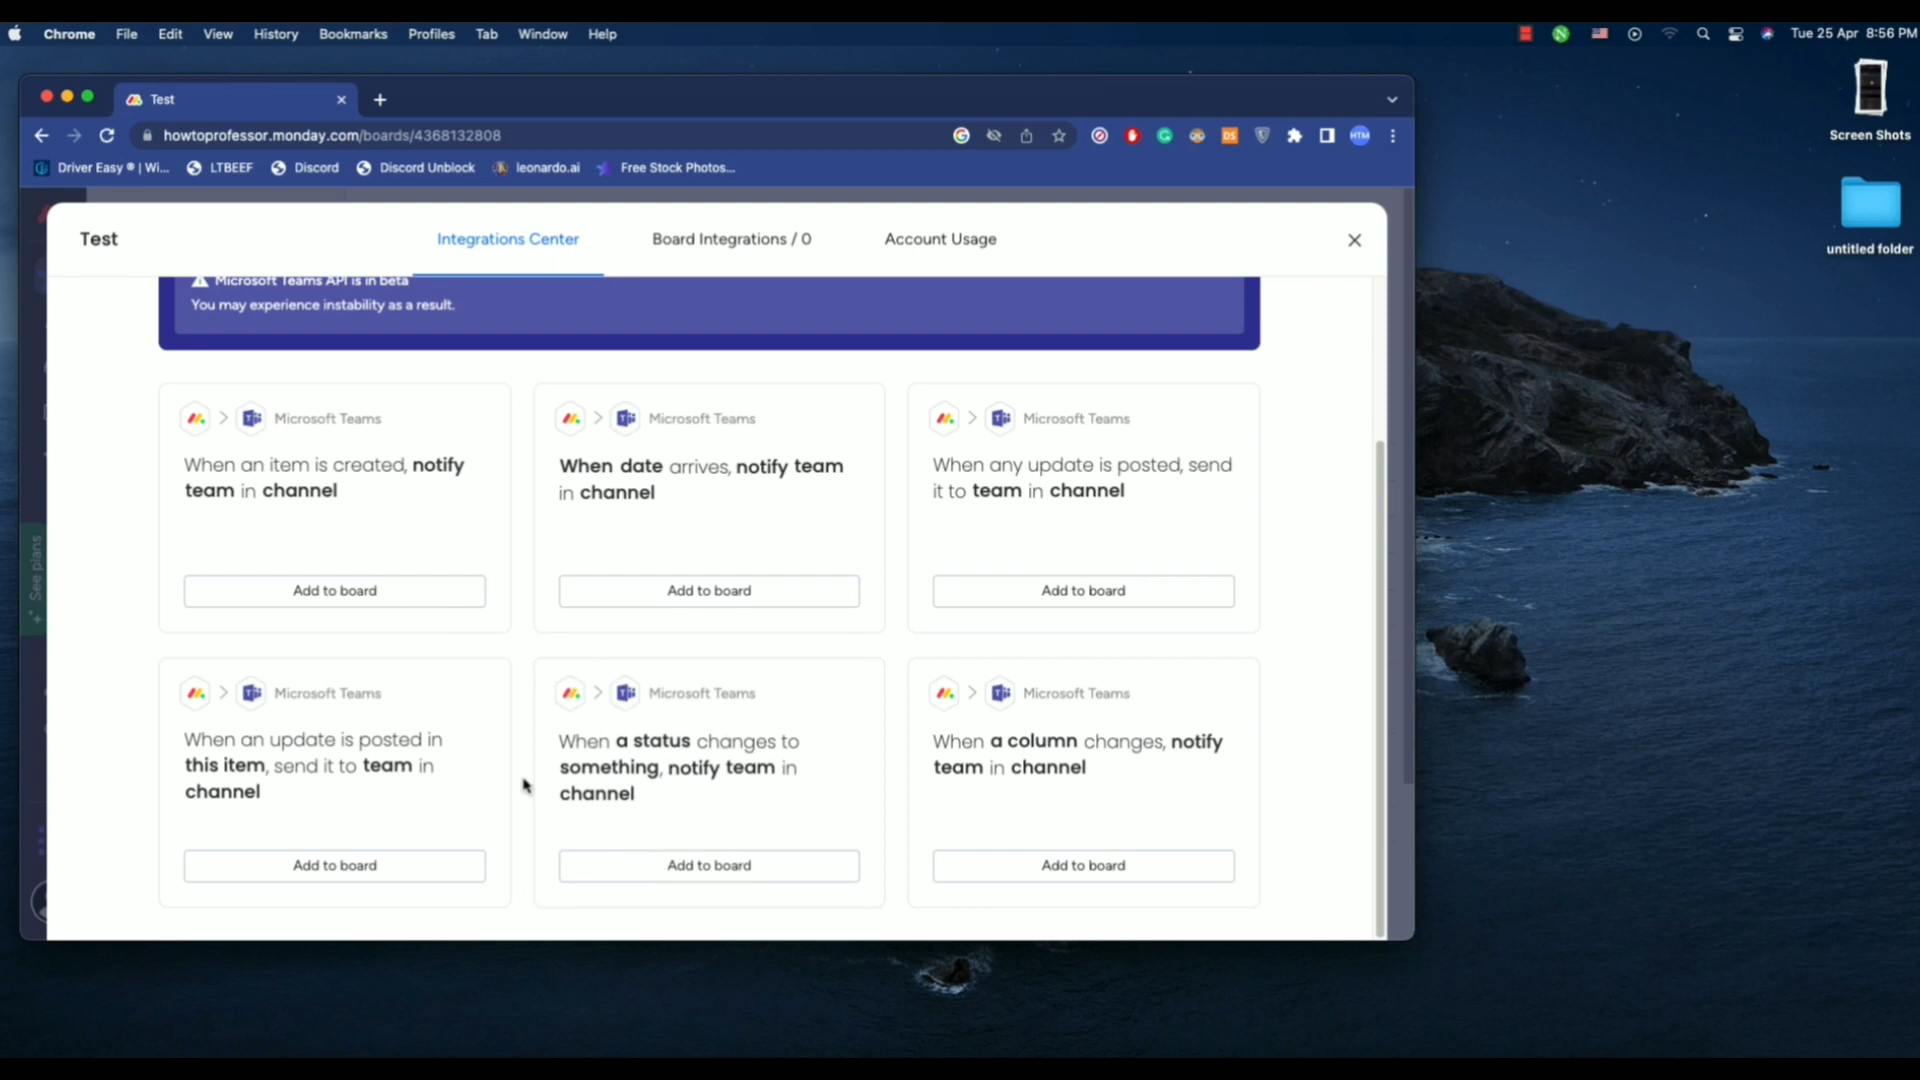 Chrome File Edit View History Bookmarks Profiles Tab Window Help
Tue 25 Apr 8:56 PM
Screen Shots
untitled folder
Test
howtoprofessor.monday.com/boards/4368132808
HTM
DS
Driver Easy ® | Wi... LTBEEF Discord Discord Unblock leonardo.ai Free Stock Photos...
Test Integrations Center Board Integrations / 0 Account Usage
Microsoft Teams API is in beta
You may experience instability as a result.
See plans
Microsoft Teams
When an item is created, notify
team in channel
Add to board
Microsoft Teams
When date arrives, notify team
in channel
Add to board
Microsoft Teams
When any update is posted, send
it to team in channel
Add to board
Microsoft Teams
When an update is posted in
this item, send it to team in
channel
Add to board
Microsoft Teams
When a status changes to
something, notify team in
channel
Add to board
Microsoft Teams
When a column changes, notify
team in channel
Add to board